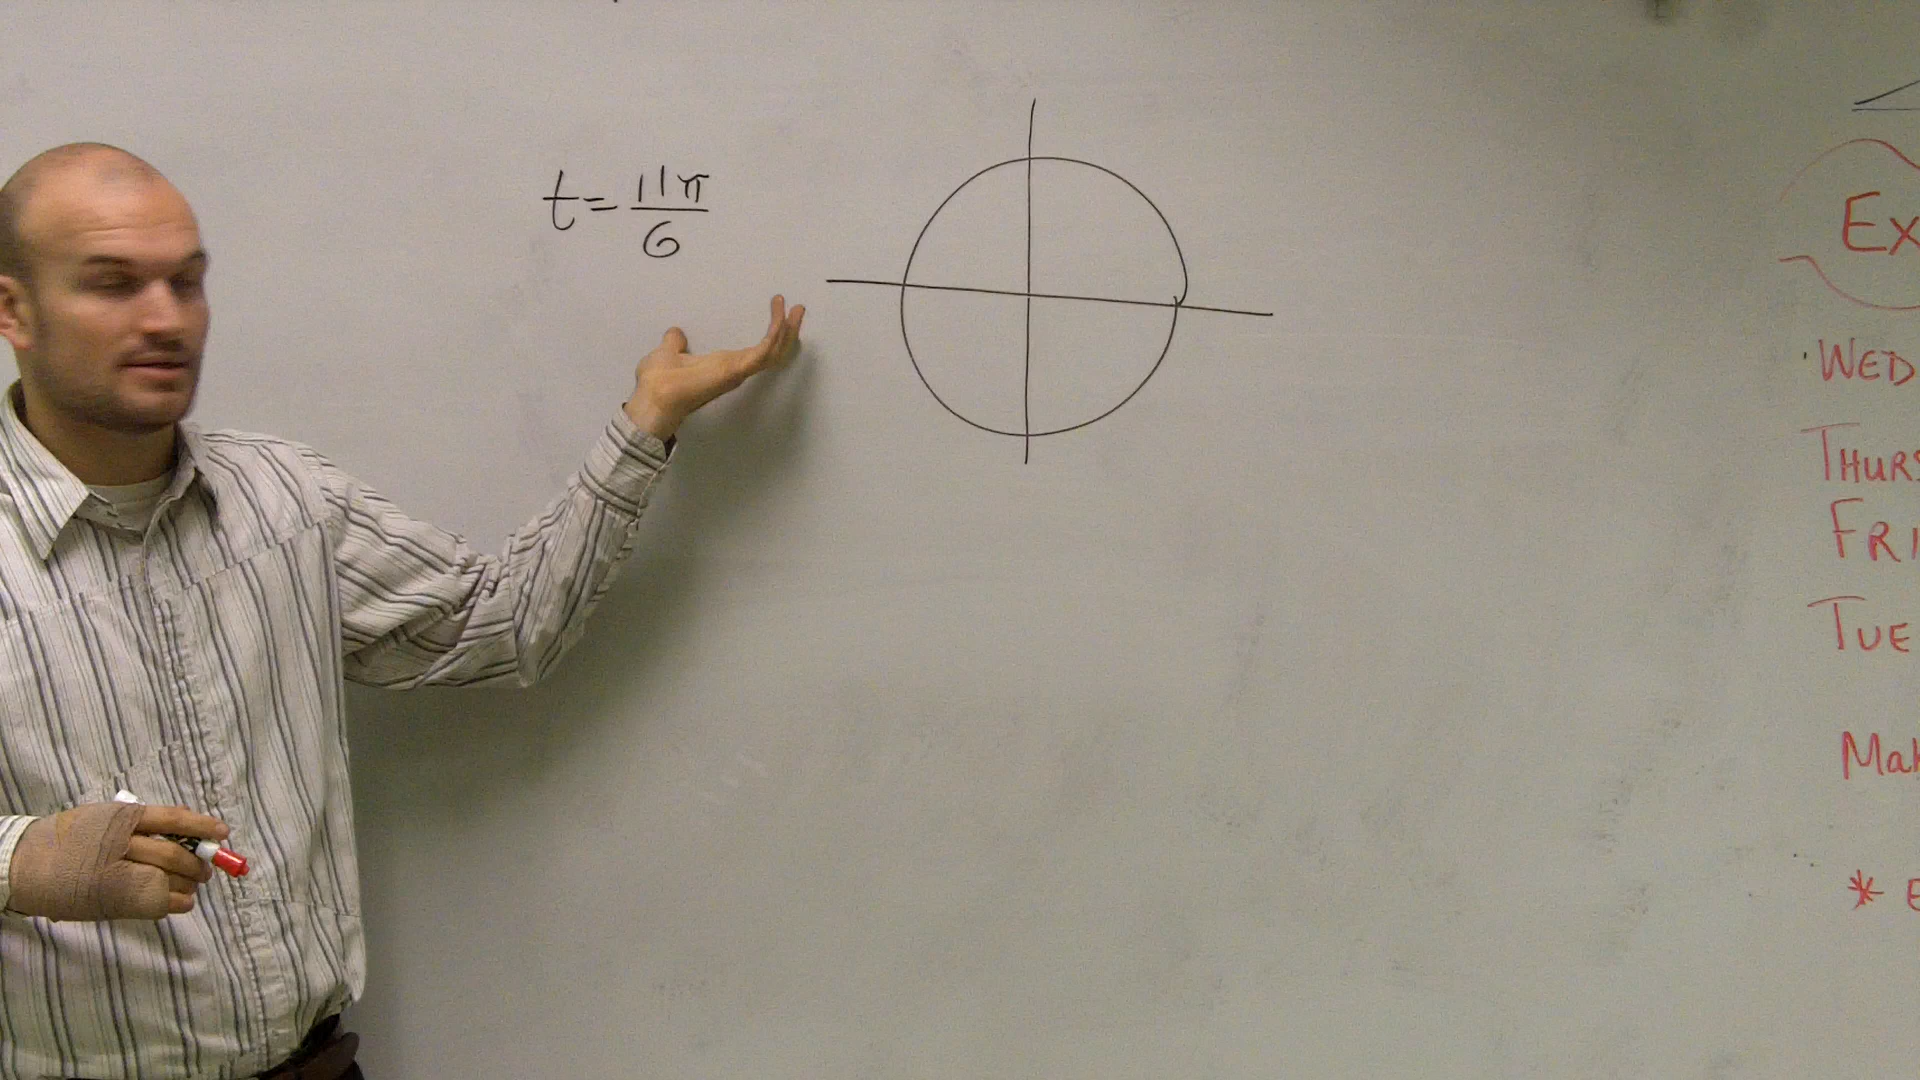 t = 11π/6
Ex
WED
THURS
FRI
TUE
Mak
* E